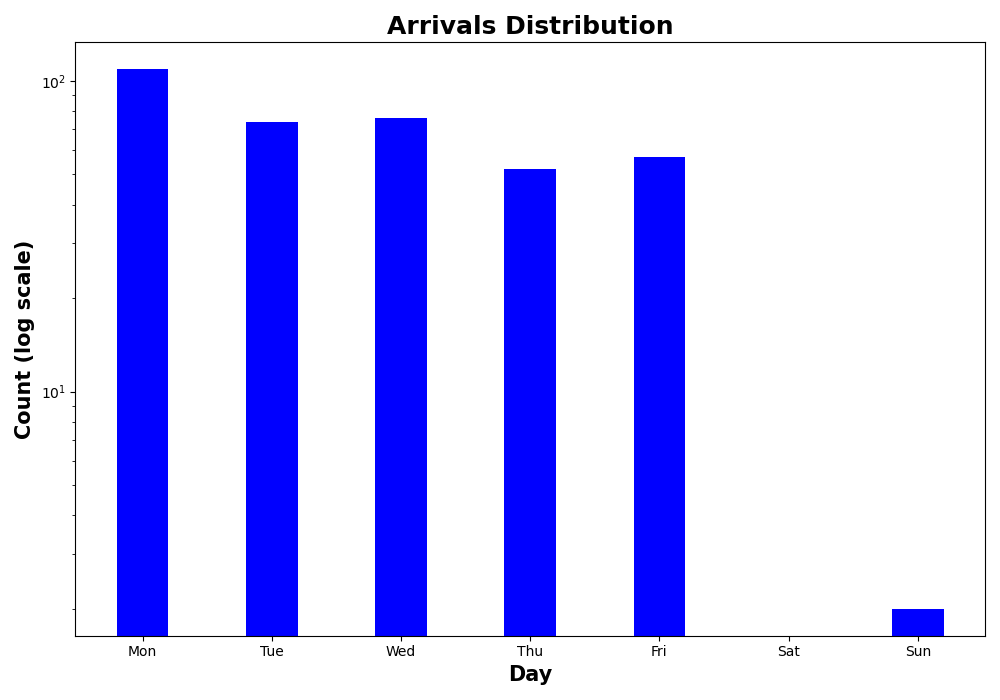 Arrivals Distribution
Count (log scale)
10²
10¹
Mon Tue Wed Thu Fri Sat Sun
Day